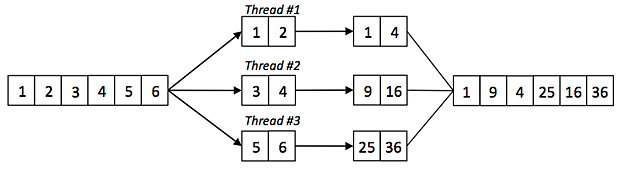 Thread #1
1 2 1 4
Thread #2
1 2 3 4 5 6 3 4 9 16 1 9 4 25 16 36
Thread #3
5 6 25 36